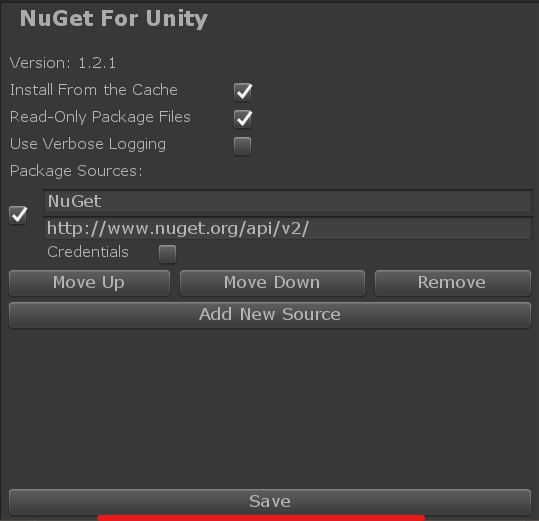 NuGet For Unity
Version: 1.2.1
Install From the Cache
Read-Only Package Files
Use Verbose Logging
Package Sources:
NuGet
http://www.nuget.org/api/v2/
Credentials
Move Up Move Down Remove
Add New Source
Save